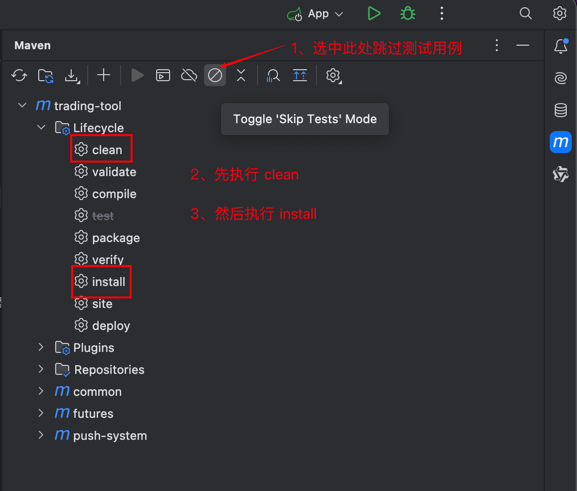 App
Maven
1、选中此处跳过测试用例
Toggle 'Skip Tests' Mode
trading-tool
Lifecycle
clean
validate
2、先执行 clean
compile
test
3、然后执行 install
package
verify
install
site
deploy
Plugins
Repositories
common
futures
push-system